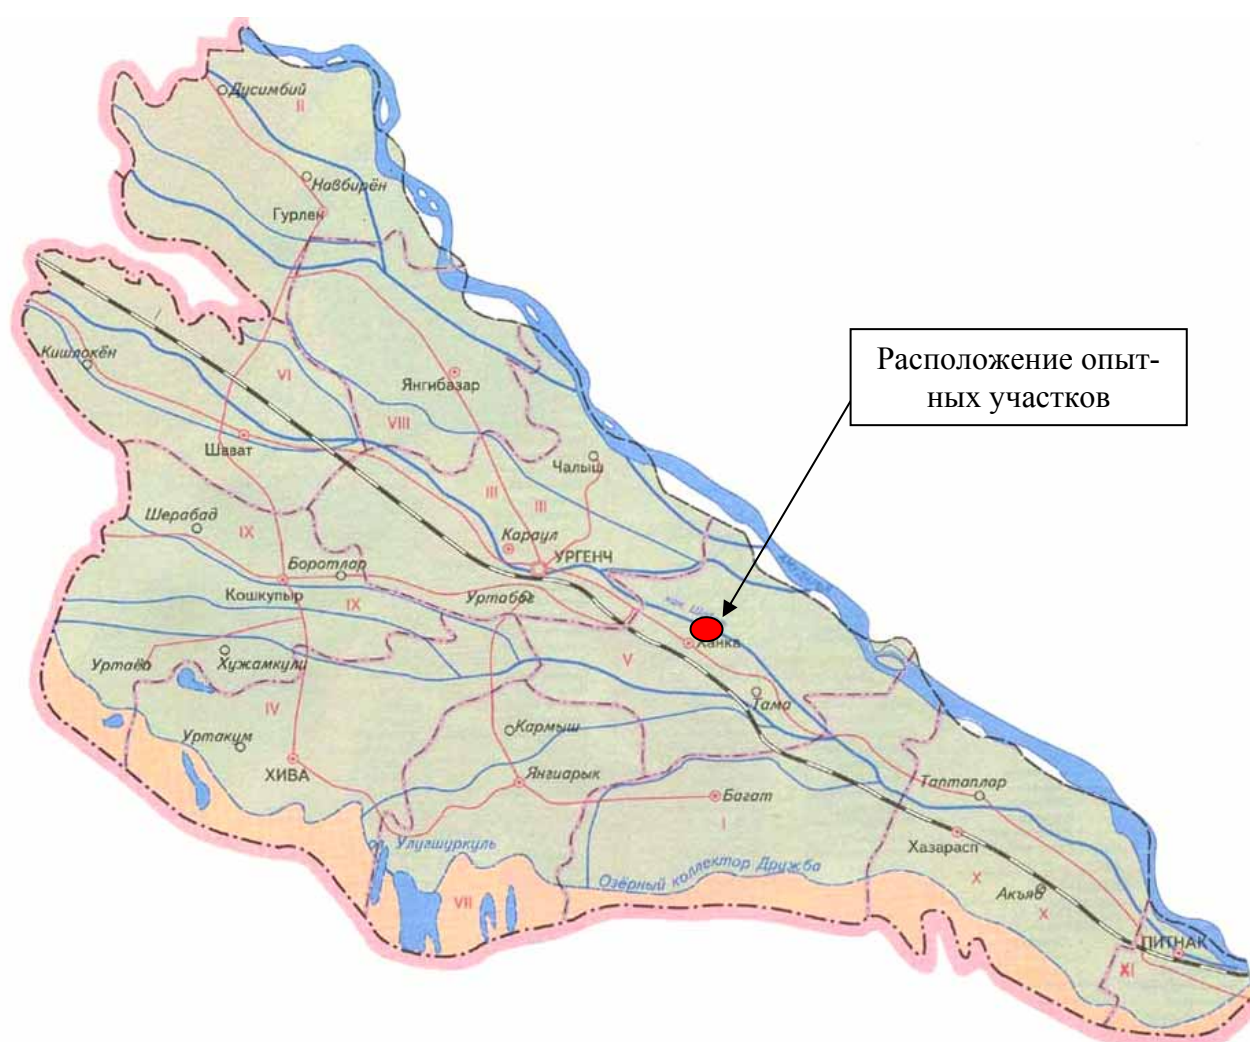 Дусимбий
II
Навбирён
Гурлен
Кишлокён
VI
Янгибазар
VIII
Шават
Чалыш
III
III
Шерабад
IX
Караул
УРГЕНЧ
Боротлар
Кошкупыр
IX
Уртабог
Расположение опыт-
ных участков
Ханка
V
Хужамкули
Тама
IV
Уртакум
Кармыш
ХИВА
Янгиарык
Багат
I
Таптаплар
Хазарасп
оз. Улугшуркуль
Озёрный коллектор Дружба
VII
X
Акъяб
X
ПИТНАК
XI